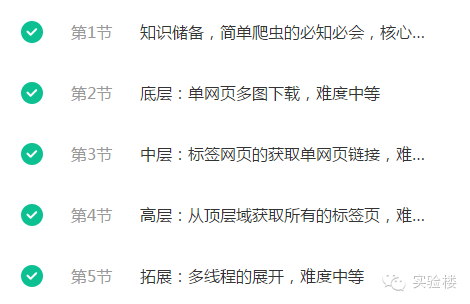 第1节 知识储备，简单爬虫的必知必会，核心...
第2节 底层：单网页多图下载，难度中等
第3节 中层：标签网页的获取单网页链接，难...
第4节 高层：从顶层域获取所有的标签页，难...
第5节 拓展：多线程的展开，难度中等
实验楼